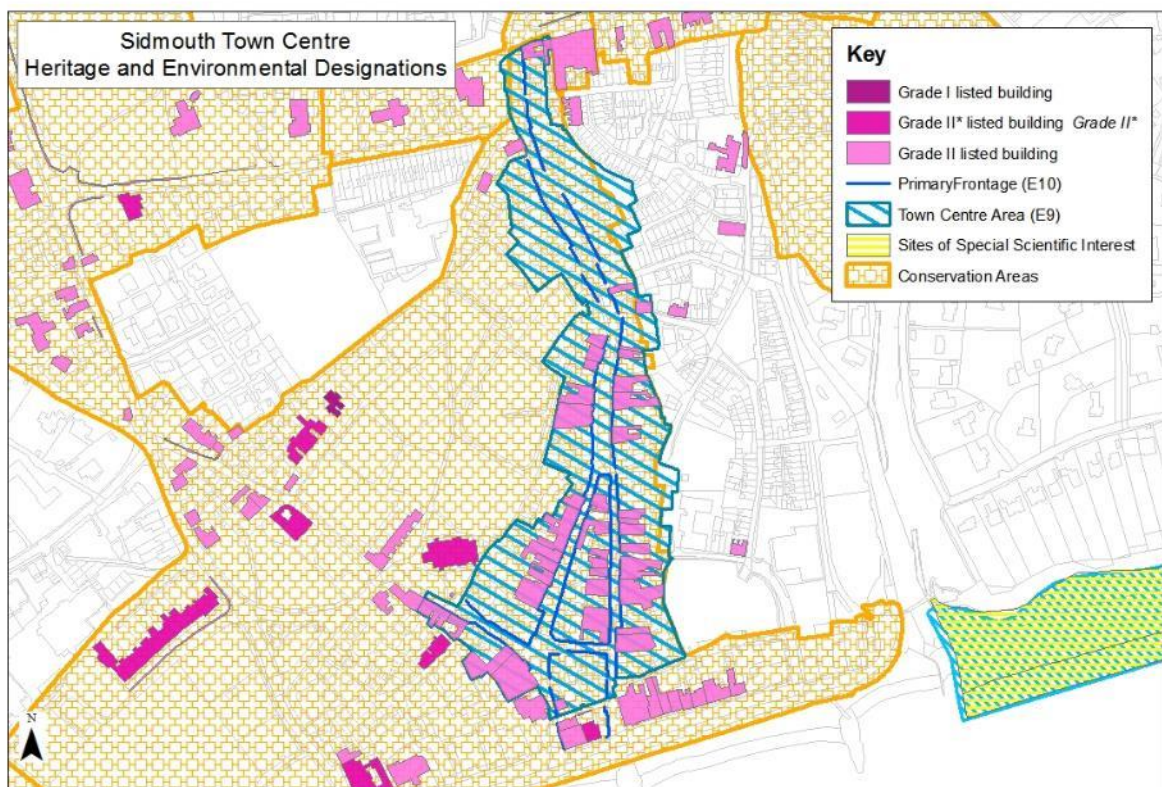 Sidmouth Town Centre
Heritage and Environmental Designations
Key
Grade I listed building
Grade II* listed building Grade II*
Grade II listed building
PrimaryFrontage (E10)
Town Centre Area (E9)
Sites of Special Scientific Interest
Conservation Areas
N